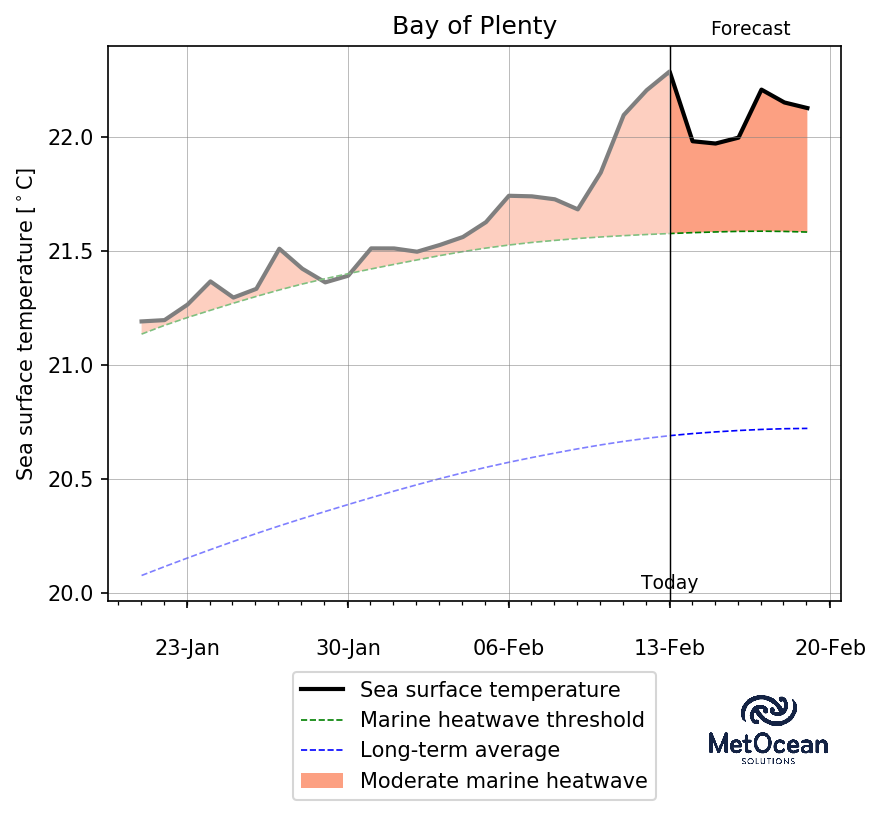 Bay of Plenty
Forecast
Sea surface temperature [°C]
22.0
21.5
21.0
20.5
20.0
Today
23-Jan 30-Jan 06-Feb 13-Feb 20-Feb
Sea surface temperature
Marine heatwave threshold
Long-term average
Moderate marine heatwave
MetOcean
SOLUTIONS